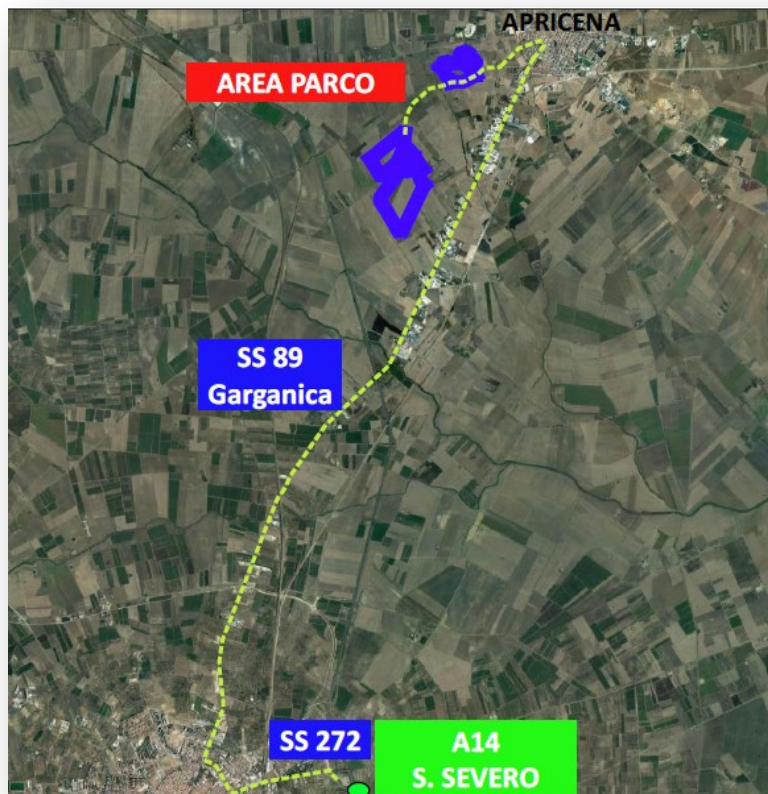 APRICENA
AREA PARCO
SS 89
Garganica
SS 272
A14
S. SEVERO